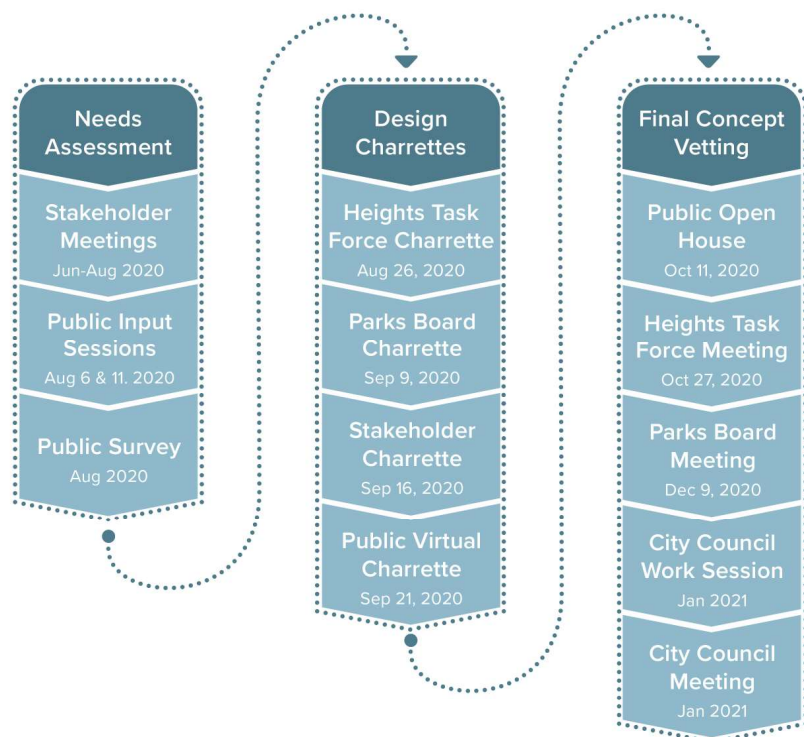 Needs
Assessment
Stakeholder
Meetings
Jun-Aug 2020
Public Input
Sessions
Aug 6 & 11. 2020
Public Survey
Aug 2020
Design
Charrettes
Heights Task
Force Charrette
Aug 26, 2020
Parks Board
Charrette
Sep 9, 2020
Stakeholder
Charrette
Sep 16, 2020
Public Virtual
Charrette
Sep 21, 2020
Final Concept
Vetting
Public Open
House
Oct 11, 2020
Heights Task
Force Meeting
Oct 27, 2020
Parks Board
Meeting
Dec 9, 2020
City Council
Work Session
Jan 2021
City Council
Meeting
Jan 2021